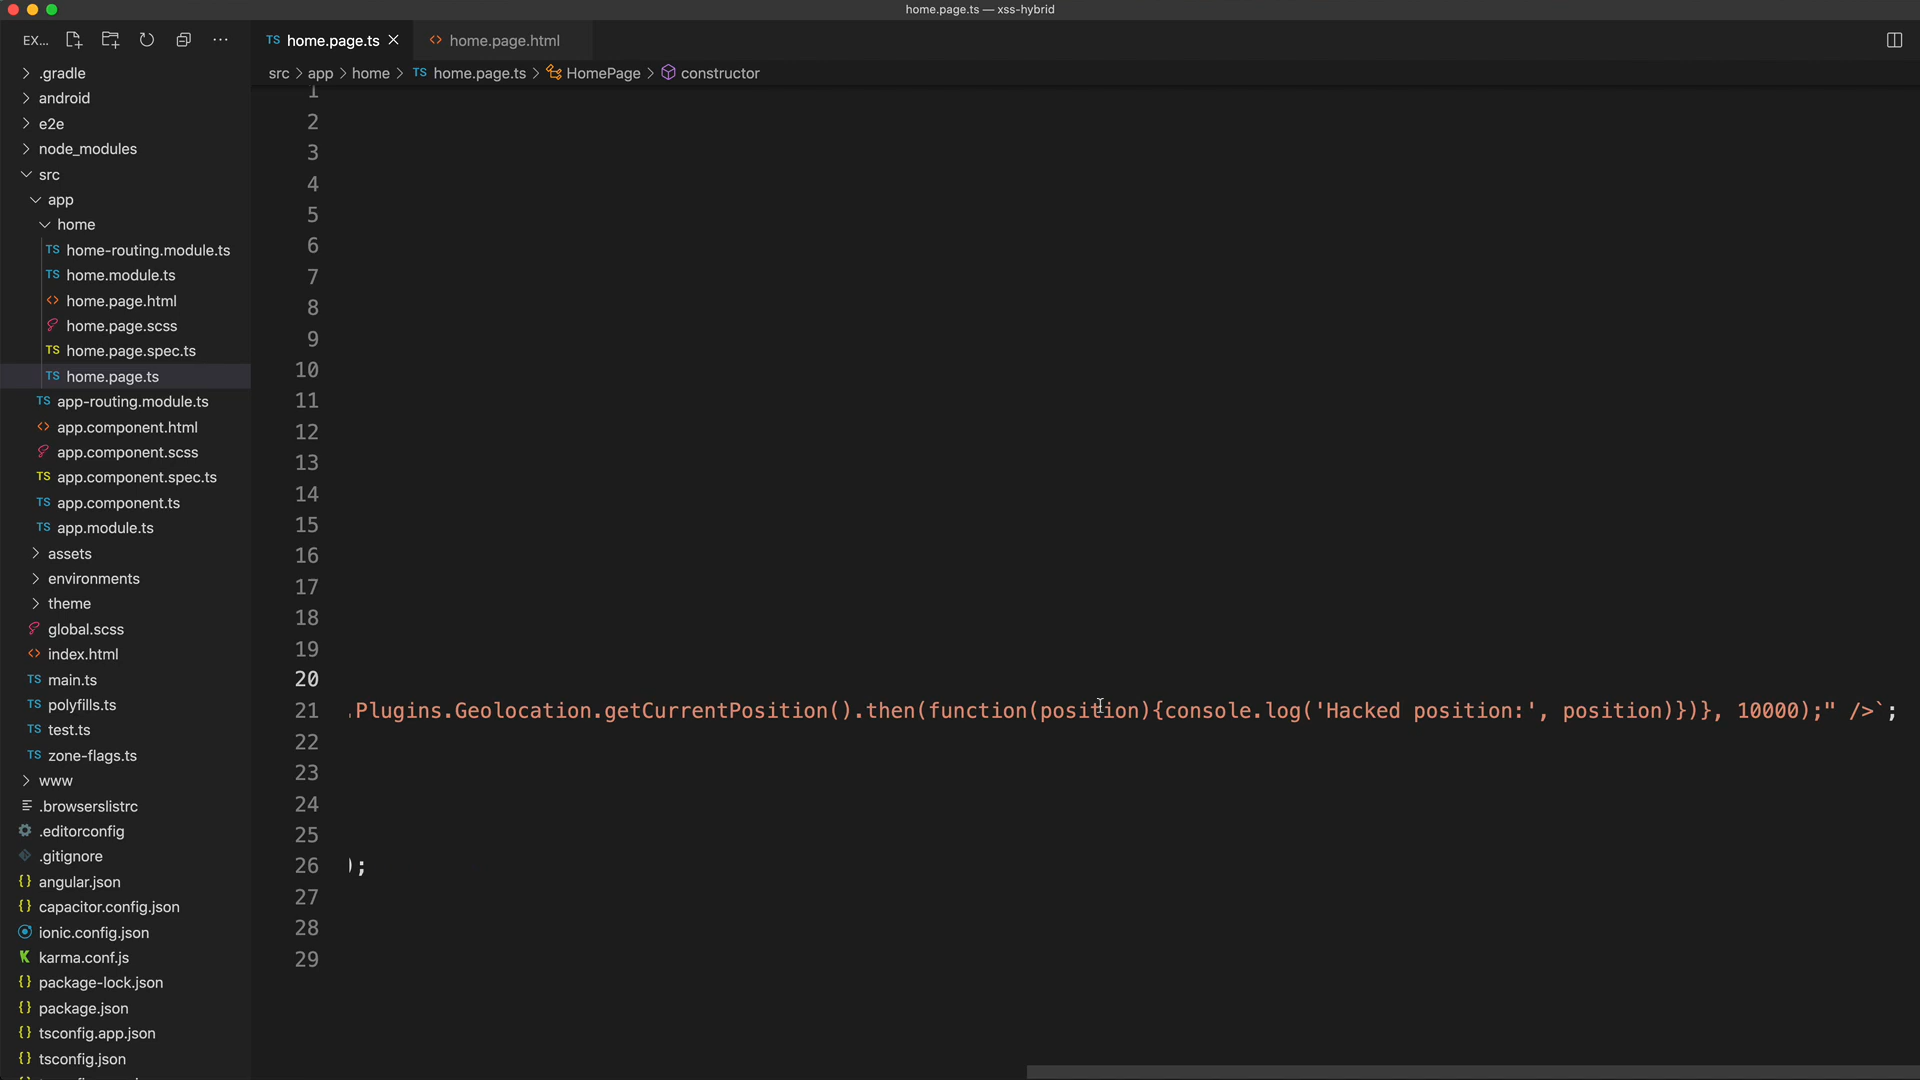 home.page.ts — xss-hybrid
EX...
home.page.ts
home.page.html
src > app > home > TS home.page.ts > HomePage > constructor
.gradle
android
e2e
node_modules
src
app
home
TS home-routing.module.ts
TS home.module.ts
<> home.page.html
home.page.scss
TS home.page.spec.ts
TS home.page.ts
TS app-routing.module.ts
<> app.component.html
app.component.scss
TS app.component.spec.ts
TS app.component.ts
TS app.module.ts
assets
environments
theme
global.scss
<> index.html
TS main.ts
TS polyfills.ts
TS test.ts
TS zone-flags.ts
www
.browserslistrc
.editorconfig
.gitignore
{} angular.json
{} capacitor.config.json
ionic.config.json
karma.conf.js
{} package-lock.json
{} package.json
{} tsconfig.app.json
{} tsconfig.json
1
2
3
4
5
6
7
8
9
10
11
12
13
14
15
16
17
18
19
20
21 .Plugins.Geolocation.getCurrentPosition().then(function(position){console.log('Hacked position:', position)})}, 10000);" />`;
22
23
24
25
26 );
27
28
29